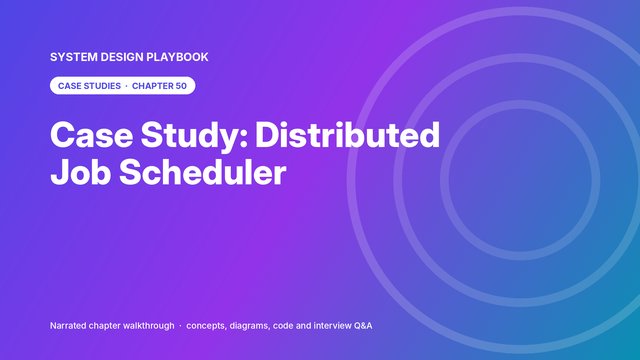 SYSTEM DESIGN PLAYBOOK
CASE STUDIES · CHAPTER 50
Case Study: Distributed
Job Scheduler
Narrated chapter walkthrough · concepts, diagrams, code and interview Q&A